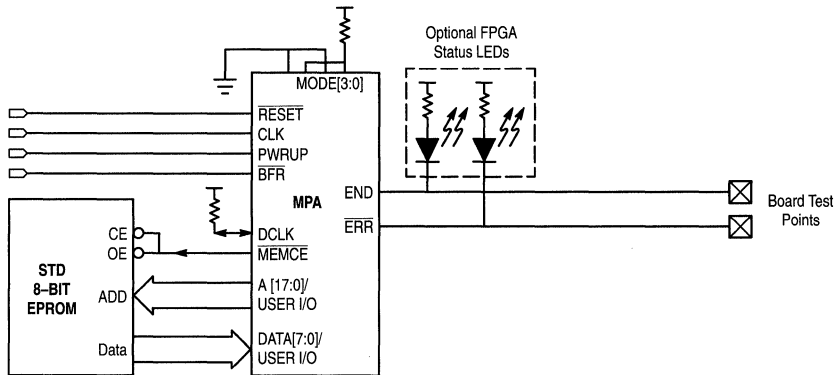 Optional FPGA
Status LEDs
MODE[3:0]
RESET
CLK
PWRUP
BFR
MPA
END
ERR
Board Test
Points
DCLK
MEMCE
CE
OE
STD
8–BIT
EPROM
ADD
A [17:0]/
USER I/O
Data
DATA[7:0]/
USER I/O